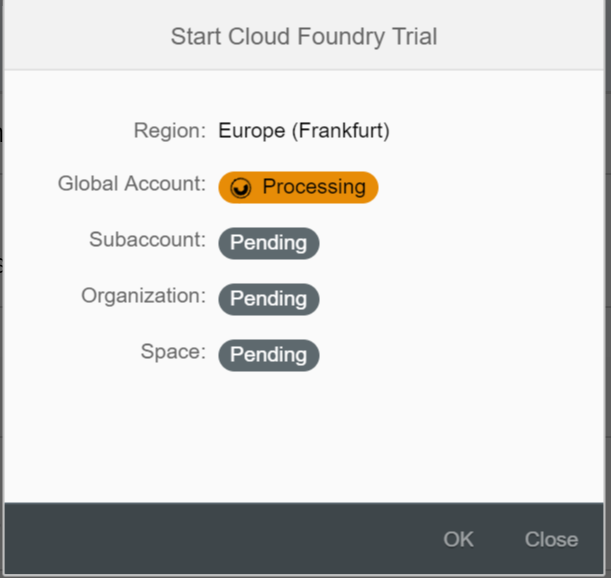 Start Cloud Foundry Trial
Region: Europe (Frankfurt)
Global Account: Processing
Subaccount: Pending
Organization: Pending
Space: Pending
OK Close